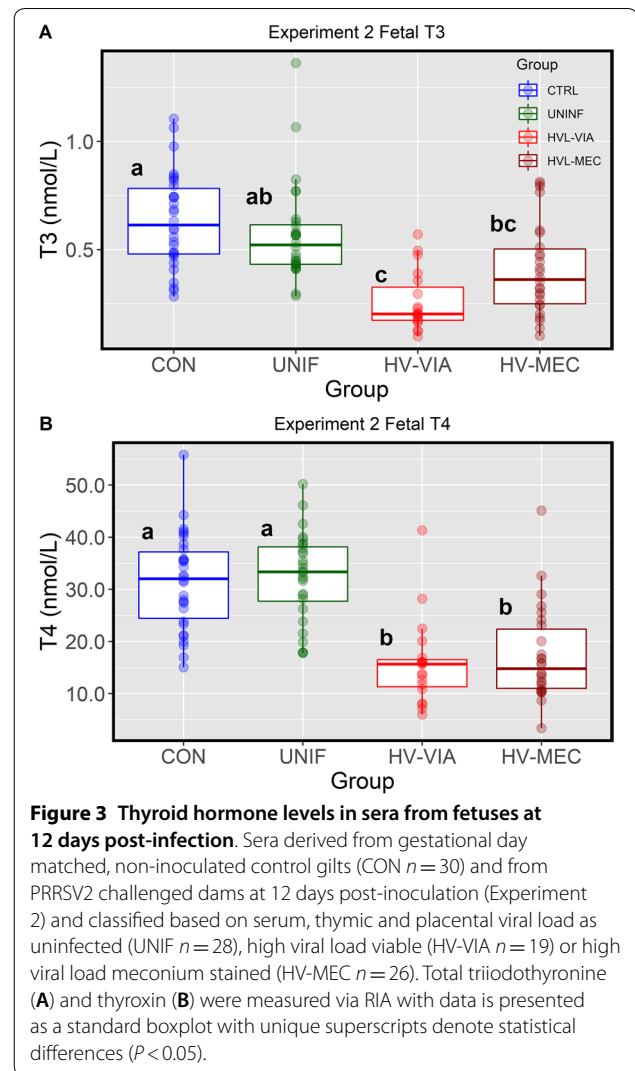 A
Experiment 2 Fetal T3
Group
CTRL
UNINF
HVL-VIA
HVL-MEC
T3 (nmol/L)
1.0
0.5
a
ab
c
bc
CON
UNIF
HV-VIA
HV-MEC
Group
B
Experiment 2 Fetal T4
T4 (nmol/L)
50.0
40.0
30.0
20.0
10.0
a
a
b
b
CON
UNIF
HV-VIA
HV-MEC
Group
Figure 3 Thyroid hormone levels in sera from fetuses at
12 days post-infection. Sera derived from gestational day
matched, non-inoculated control gilts (CON n = 30) and from
PRRSV2 challenged dams at 12 days post-inoculation (Experiment
2) and classified based on serum, thymic and placental viral load as
uninfected (UNIF n = 28), high viral load viable (HV-VIA n = 19) or high
viral load meconium stained (HV-MEC n = 26). Total triiodothyronine
(A) and thyroxin (B) were measured via RIA with data is presented
as a standard boxplot with unique superscripts denote statistical
differences (P < 0.05).